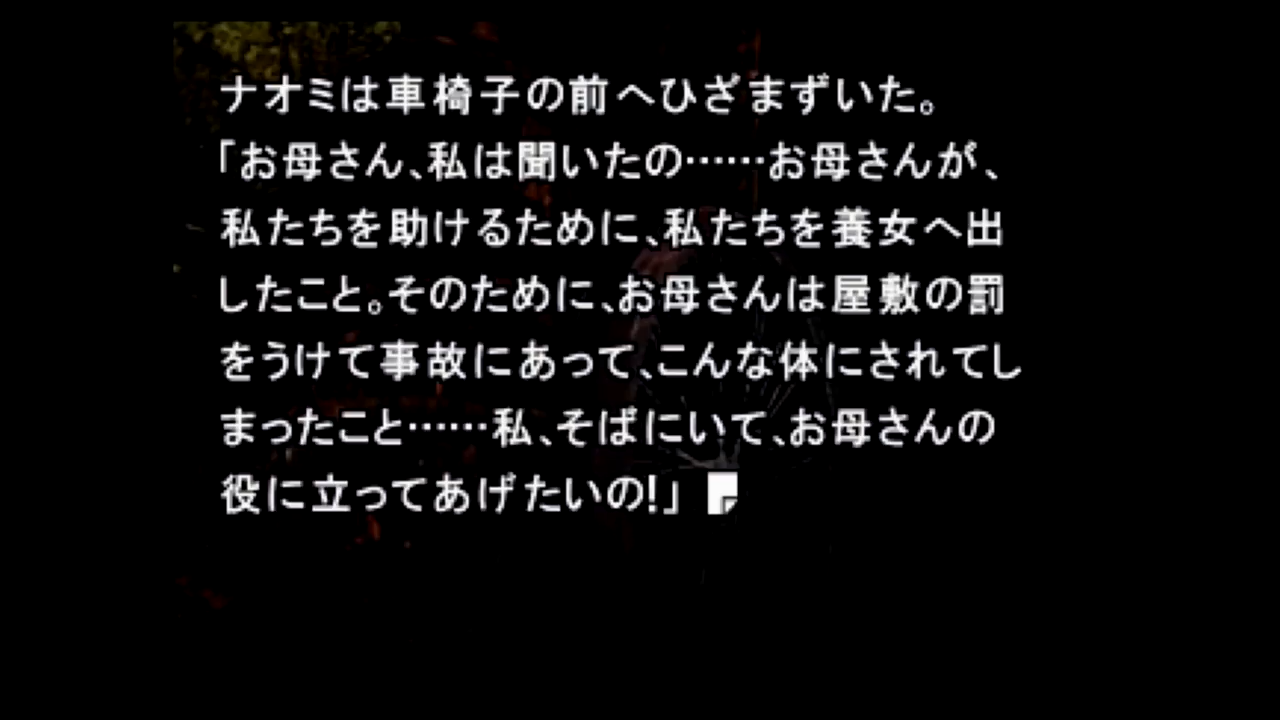 ナオミは車椅子の前へひざまずいた。
「お母さん、私は聞いたの……お母さんが、
私たちを助けるために、私たちを養女へ出
したこと。そのために、お母さんは屋敷の罰
をうけて事故にあって、こんな体にされてし
まったこと……私、そばにいて、お母さんの
役に立ってあげたいの!」